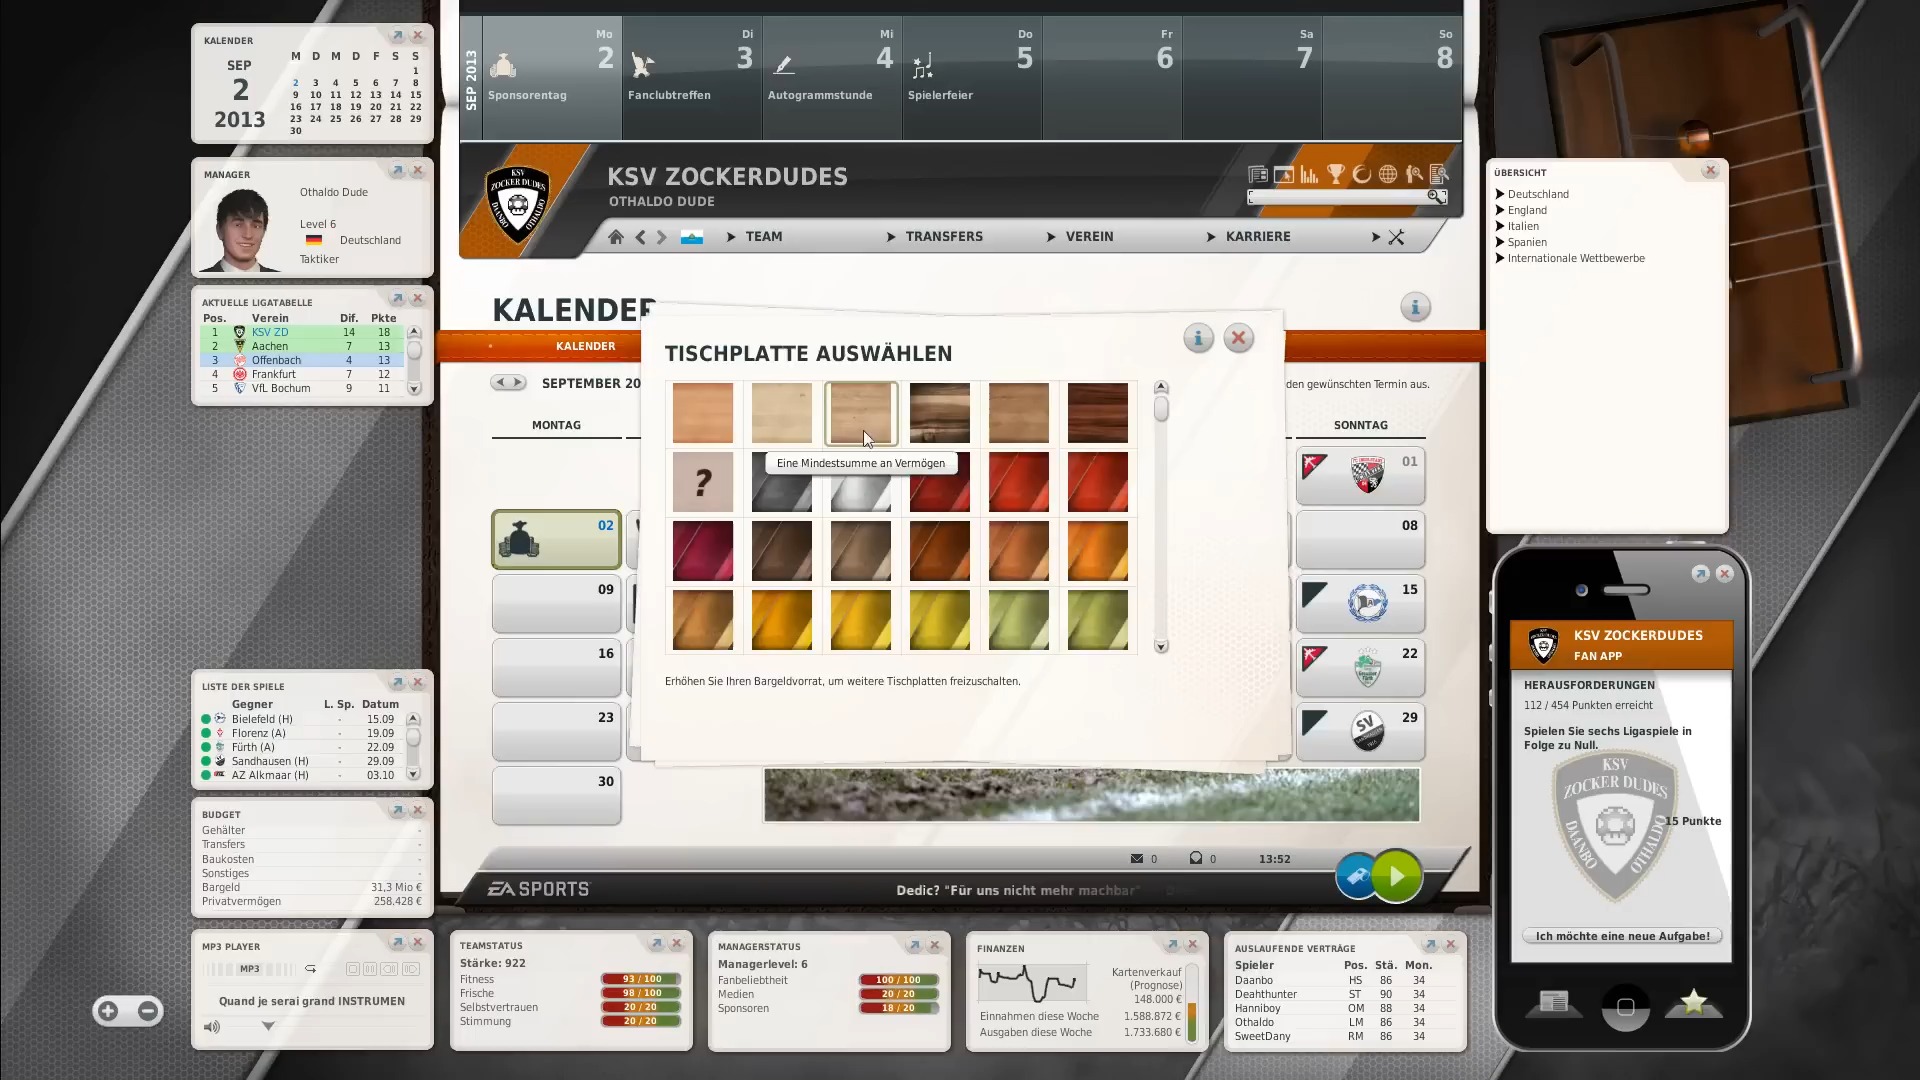 KALENDER
SEP
2
2013
M D M D F S S
1
2 3 4 5 6 7 8
9 10 11 12 13 14 15
16 17 18 19 20 21 22
23 24 25 26 27 28 29
30
MANAGER
Othaldo Dude
Level 6
Deutschland
Taktiker
AKTUELLE LIGATABELLE
Pos. Verein Dif. Pkte
1 KSV ZD 14 18
2 Aachen 7 13
3 Offenbach 4 13
4 Frankfurt 7 12
5 VfL Bochum 9 11
LISTE DER SPIELE
Gegner L. Sp. Datum
Bielefeld (H) - 15.09
Florenz (A) - 19.09
Fürth (A) - 22.09
Sandhausen (H) - 29.09
AZ Alkmaar (H) - 03.10
BUDGET
Gehälter -
Transfers -
Baukosten -
Sonstiges -
Bargeld 31,3 Mio €
Privatvermögen 258.428 €
MP3 PLAYER
MP3
Quand je serai grand INSTRUMEN
SEP 2013
Mo 2 Sponsorentag
Di 3 Fanclubtreffen
Mi 4 Autogrammstunde
Do 5 Spielerfeier
Fr 6
Sa 7
So 8
KSV ZOCKER DUDES DAANBO OTHALDO
KSV ZOCKERDUDES
OTHALDO DUDE
TEAM
TRANSFERS
VEREIN
KARRIERE
KALENDER
KALENDER
SEPTEMBER 20
den gewünschten Termin aus.
MONTAG
SONNTAG
01
02
08
09
15
16
22
23
29
30
TISCHPLATTE AUSWÄHLEN
Eine Mindestsumme an Vermögen
?
Erhöhen Sie Ihren Bargeldvorrat, um weitere Tischplatten freizuschalten.
0
0
13:52
EA SPORTS
Dedic? "Für uns nicht mehr machbar"
TEAMSTATUS
Stärke: 922
Fitness 93 / 100
Frische 98 / 100
Selbstvertrauen 20 / 20
Stimmung 20 / 20
MANAGERSTATUS
Managerlevel: 6
Fanbeliebtheit 100 / 100
Medien 20 / 20
Sponsoren 18 / 20
FINANZEN
Kartenverkauf
(Prognose)
148.000 €
Einnahmen diese Woche 1.588.872 €
Ausgaben diese Woche 1.733.680 €
AUSLAUFENDE VERTRÄGE
Spieler Pos. Stä. Mon.
Daanbo HS 86 34
Deahthunter ST 90 34
Hanniboy OM 88 34
Othaldo LM 86 34
SweetDany RM 86 34
ÜBERSICHT
Deutschland
England
Italien
Spanien
Internationale Wettbewerbe
KSV ZOCKERDUDES
FAN APP
HERAUSFORDERUNGEN
112 / 454 Punkten erreicht
Spielen Sie sechs Ligaspiele in
Folge zu Null.
KSV
ZOCKER DUDES
DAANBO
OTHALDO
15 Punkte
Ich möchte eine neue Aufgabe!